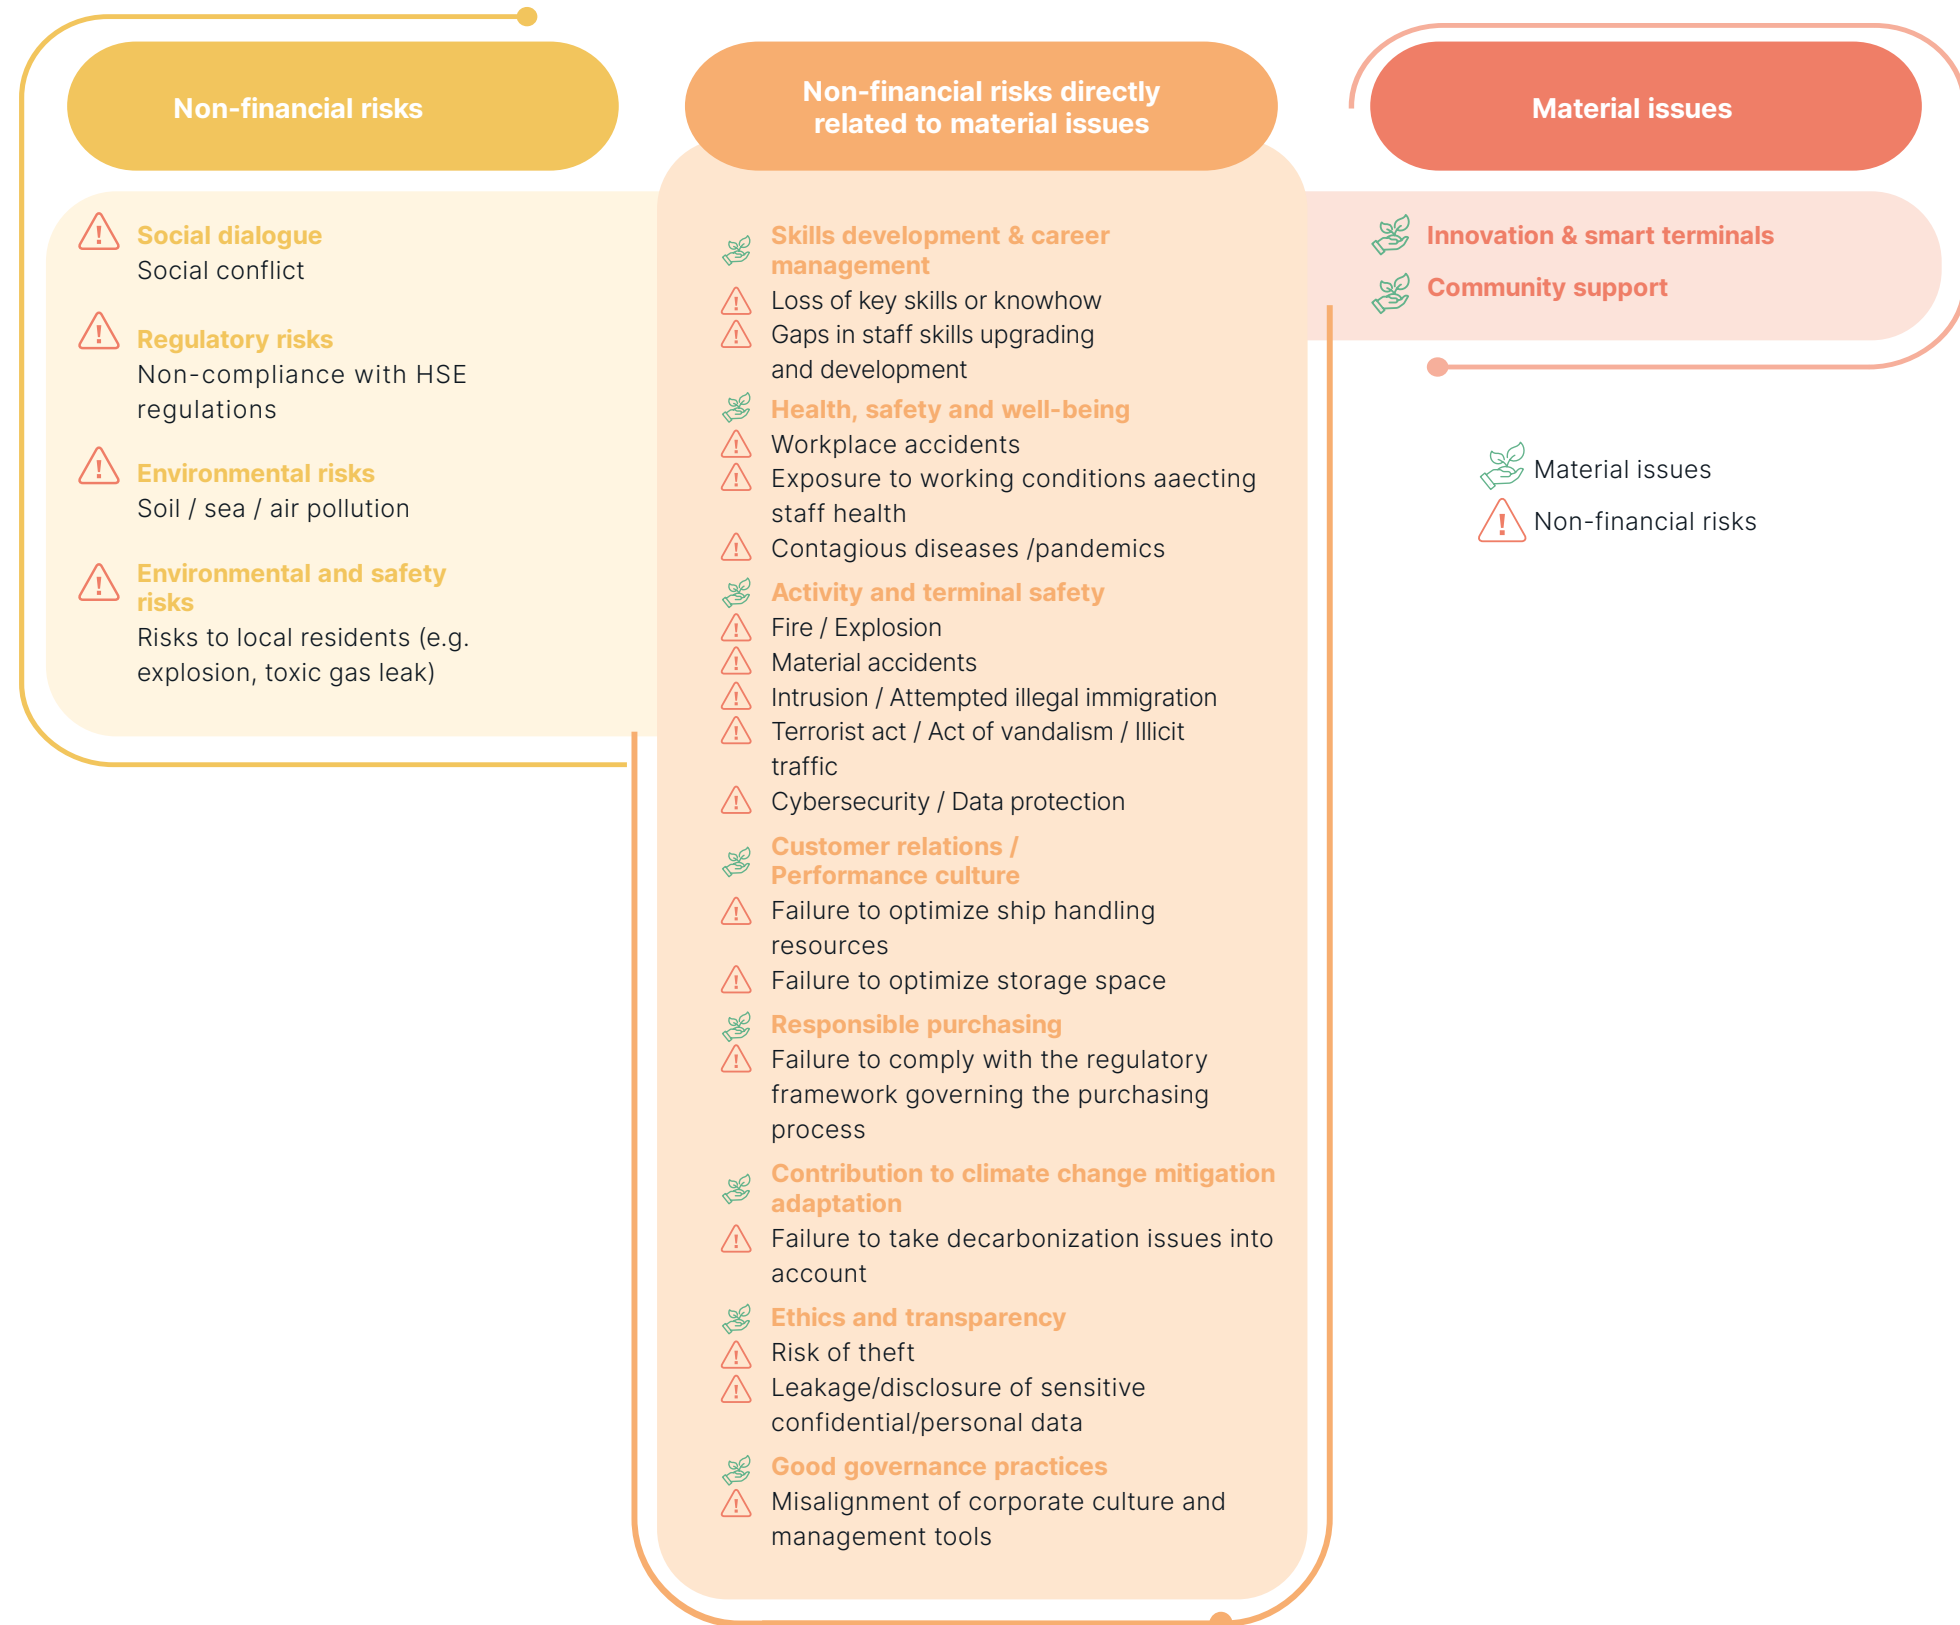 Non-financial risks
Social dialogue
Social conflict
Regulatory risks
Non-compliance with HSE
regulations
Environmental risks
Soil / sea / air pollution
Environmental and safety
risks
Risks to local residents (e.g.
explosion, toxic gas leak)
Non-financial risks directly
related to material issues
Skills development & career
management
Loss of key skills or knowhow
Gaps in staff skills upgrading
and development
Health, safety and well-being
Workplace accidents
Exposure to working conditions aaecting
staff health
Contagious diseases /pandemics
Activity and terminal safety
Fire / Explosion
Material accidents
Intrusion / Attempted illegal immigration
Terrorist act / Act of vandalism / Illicit
traffic
Cybersecurity / Data protection
Customer relations /
Performance culture
Failure to optimize ship handling
resources
Failure to optimize storage space
Responsible purchasing
Failure to comply with the regulatory
framework governing the purchasing
process
Contribution to climate change mitigation
adaptation
Failure to take decarbonization issues into
account
Ethics and transparency
Risk of theft
Leakage/disclosure of sensitive
confidential/personal data
Good governance practices
Misalignment of corporate culture and
management tools
Material issues
Innovation & smart terminals
Community support
Material issues
Non-financial risks